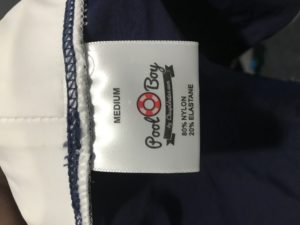 MEDIUM
Pool Boy
80% NYLON
20% ELASTANE